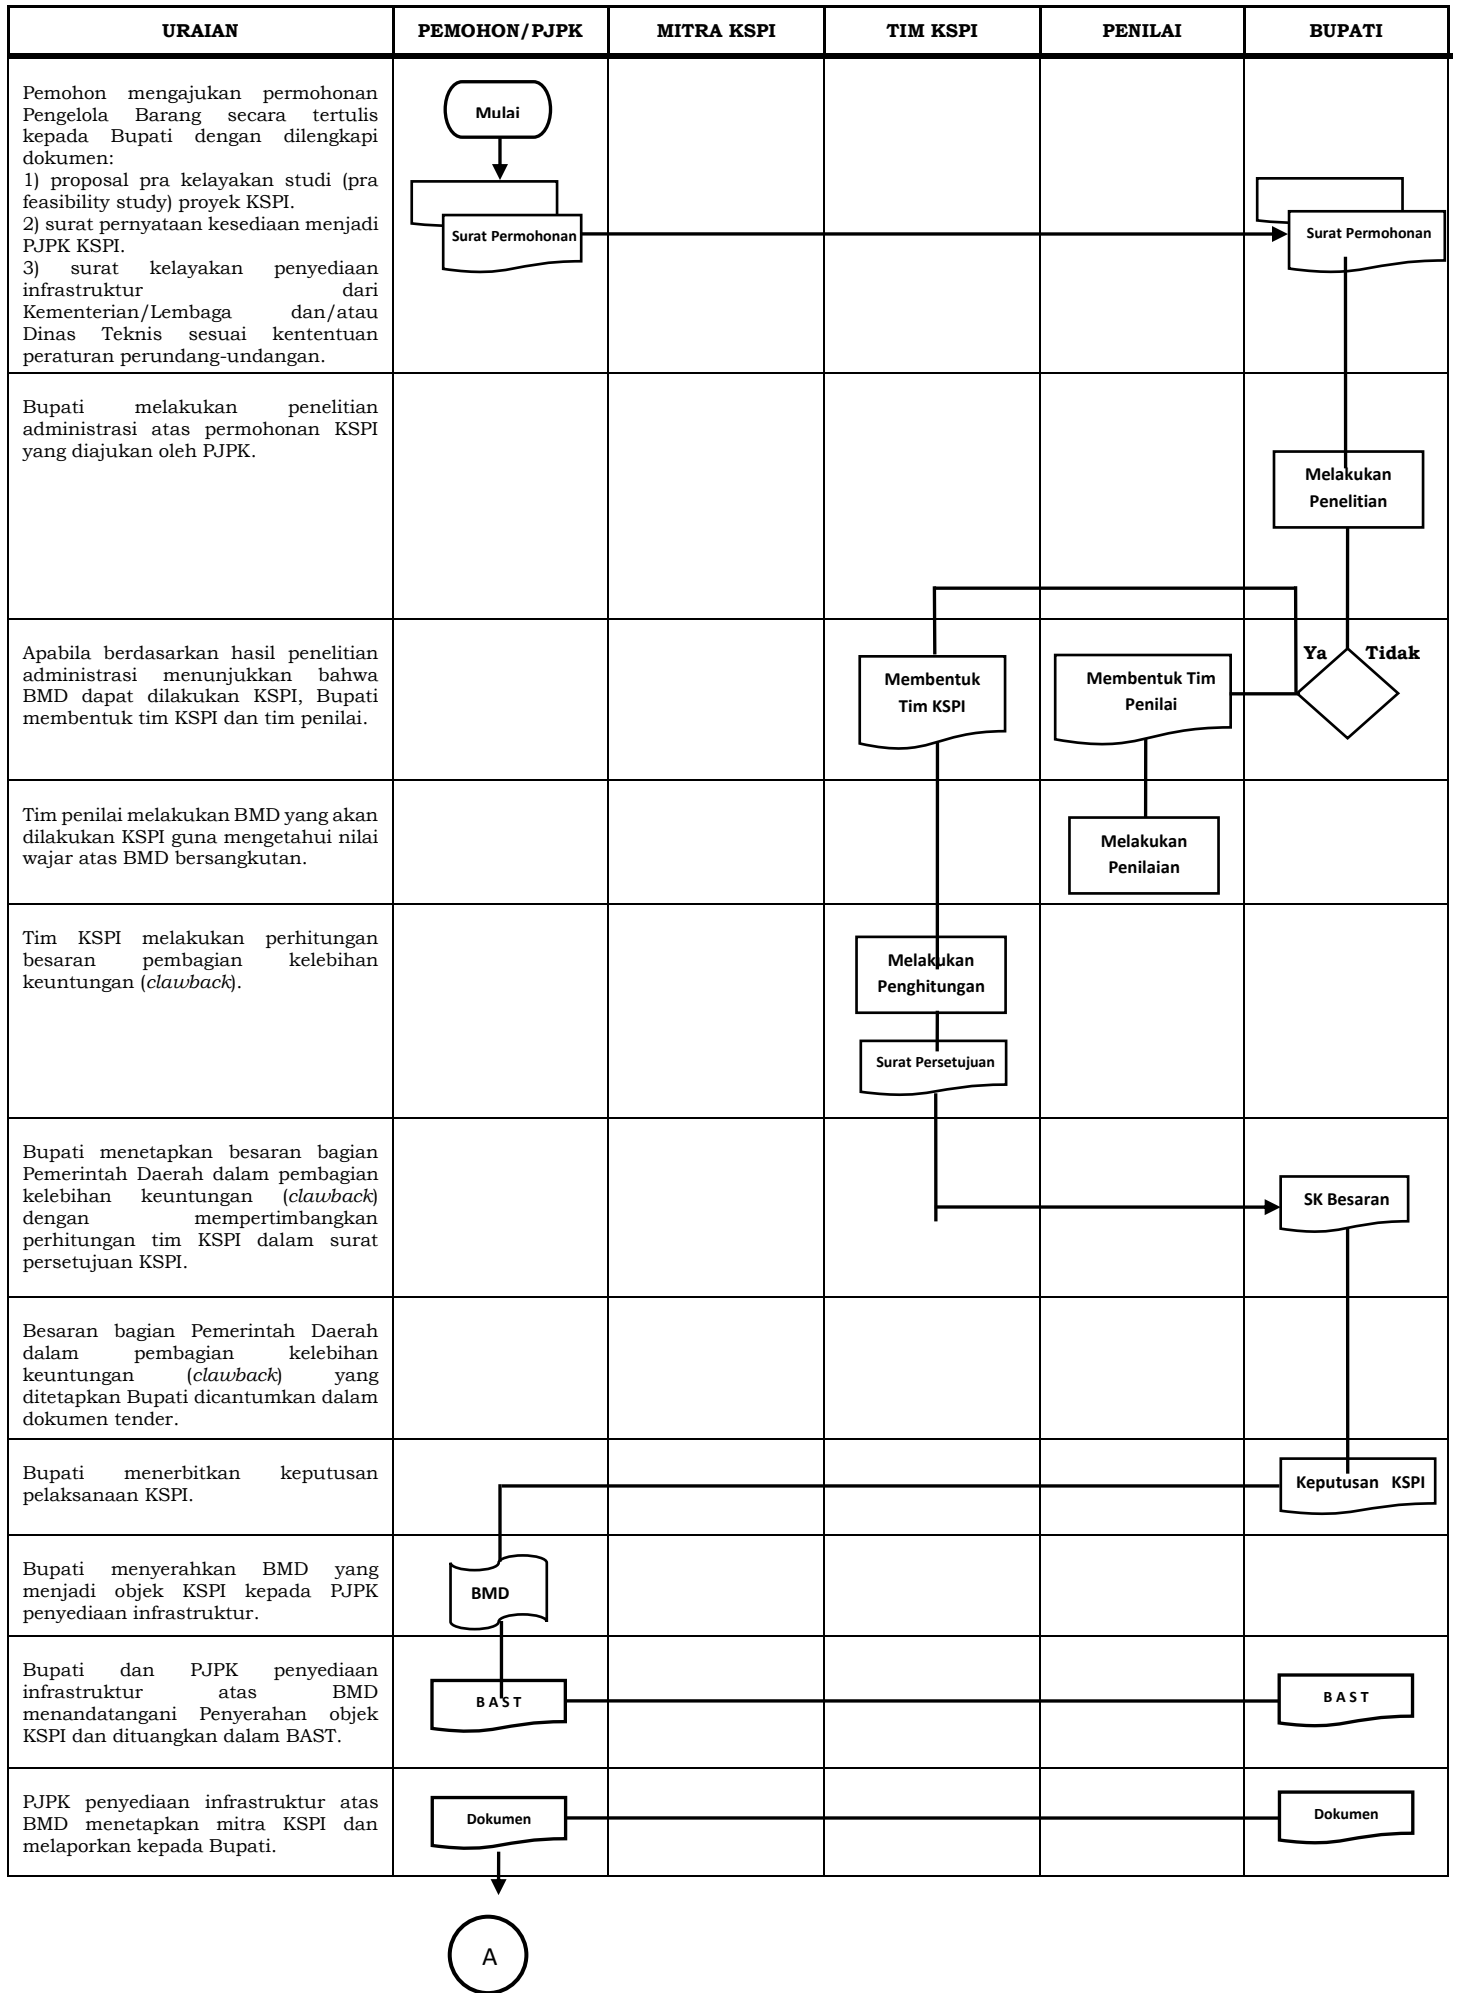 URAIAN PEMOHON/PJPK MITRA KSPI TIM KSPI PENILAI BUPATI
Pemohon mengajukan permohonan
Pengelola Barang secara tertulis
kepada Bupati dengan dilengkapi
dokumen:
1) proposal pra kelayakan studi (pra
feasibility study) proyek KSPI.
2) surat pernyataan kesediaan menjadi
PJPK KSPI.
3) surat kelayakan penyediaan
infrastruktur dari
Kementerian/Lembaga dan/atau
Dinas Teknis sesuai kententuan
peraturan perundang-undangan.
Mulai
Surat Permohonan
Surat Permohonan
Bupati melakukan penelitian
administrasi atas permohonan KSPI
yang diajukan oleh PJPK.
Melakukan
Penelitian
Apabila berdasarkan hasil penelitian
administrasi menunjukkan bahwa
BMD dapat dilakukan KSPI, Bupati
membentuk tim KSPI dan tim penilai.
Membentuk
Tim KSPI
Membentuk Tim
Penilai
Ya Tidak
Tim penilai melakukan BMD yang akan
dilakukan KSPI guna mengetahui nilai
wajar atas BMD bersangkutan.
Melakukan
Penilaian
Tim KSPI melakukan perhitungan
besaran pembagian kelebihan
keuntungan (clawback).
Melakukan
Penghitungan
Surat Persetujuan
Bupati menetapkan besaran bagian
Pemerintah Daerah dalam pembagian
kelebihan keuntungan (clawback)
dengan mempertimbangkan
perhitungan tim KSPI dalam surat
persetujuan KSPI.
SK Besaran
Besaran bagian Pemerintah Daerah
dalam pembagian kelebihan
keuntungan (clawback) yang
ditetapkan Bupati dicantumkan dalam
dokumen tender.
Bupati menerbitkan keputusan
pelaksanaan KSPI.
Keputusan KSPI
Bupati menyerahkan BMD yang
menjadi objek KSPI kepada PJPK
penyediaan infrastruktur.
BMD
Bupati dan PJPK penyediaan
infrastruktur atas BMD
menandatangani Penyerahan objek
KSPI dan dituangkan dalam BAST.
B A S T
B A S T
PJPK penyediaan infrastruktur atas
BMD menetapkan mitra KSPI dan
melaporkan kepada Bupati.
Dokumen
Dokumen
A